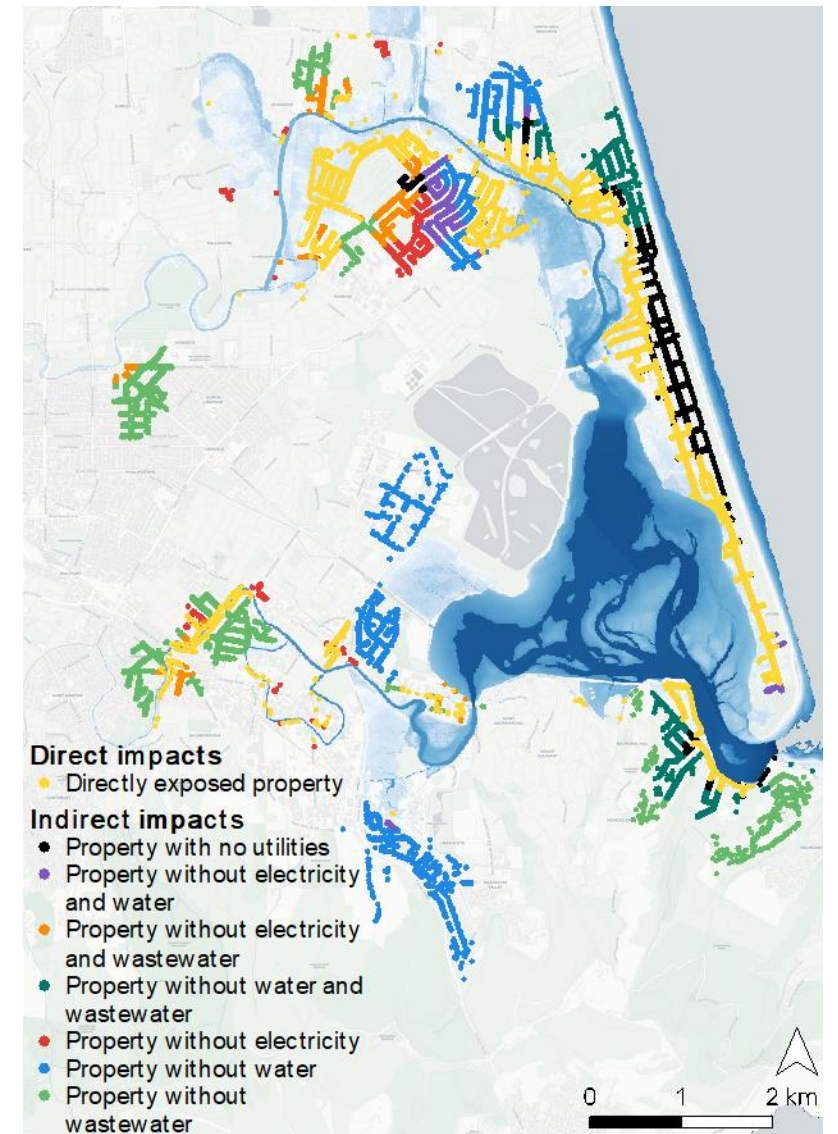 Direct impacts
Directly exposed property
Indirect impacts
Property with no utilities
Property without electricity
and water
Property without electricity
and wastewater
Property without water and
wastewater
Property without electricity
Property without water
Property without
wastewater
0 1 2 km